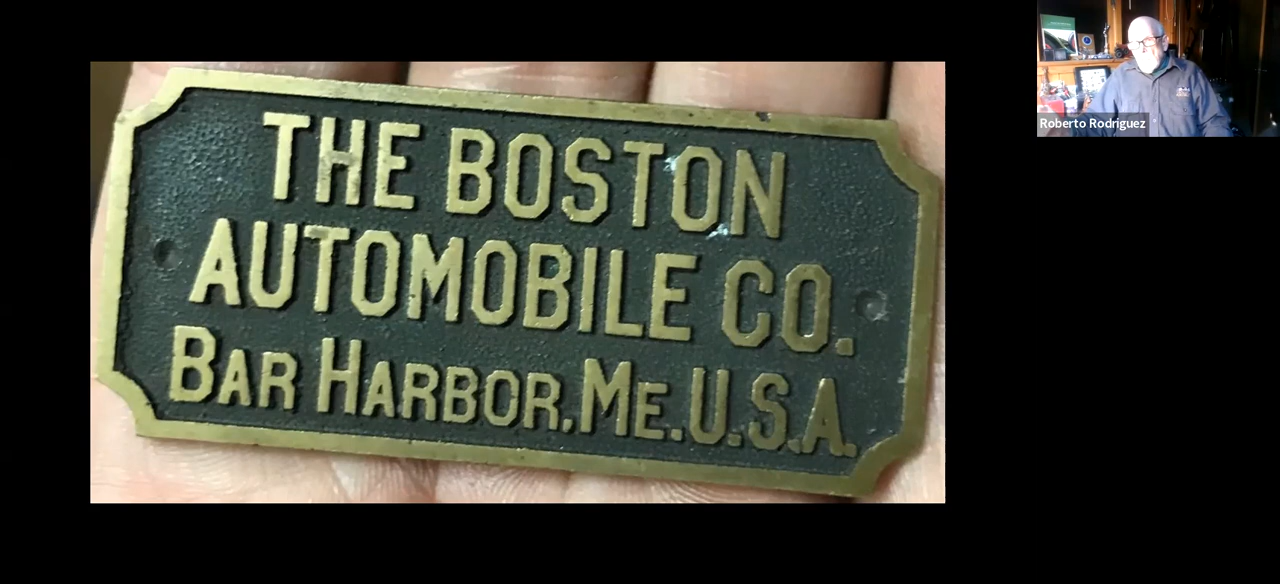 THE BOSTON
AUTOMOBILE CO.
BAR HARBOR, ME. U.S.A.
Roberto Rodriguez